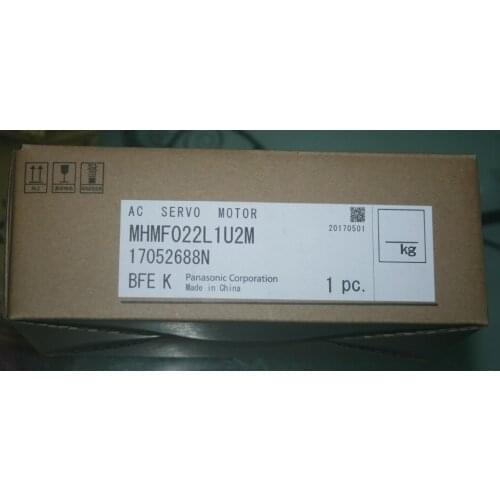 AC SERVO MOTOR
20170501
MHMF022L1U2M
17052688N
kg
BFE K
Panasonic Corporation
Made in China
1 pc.